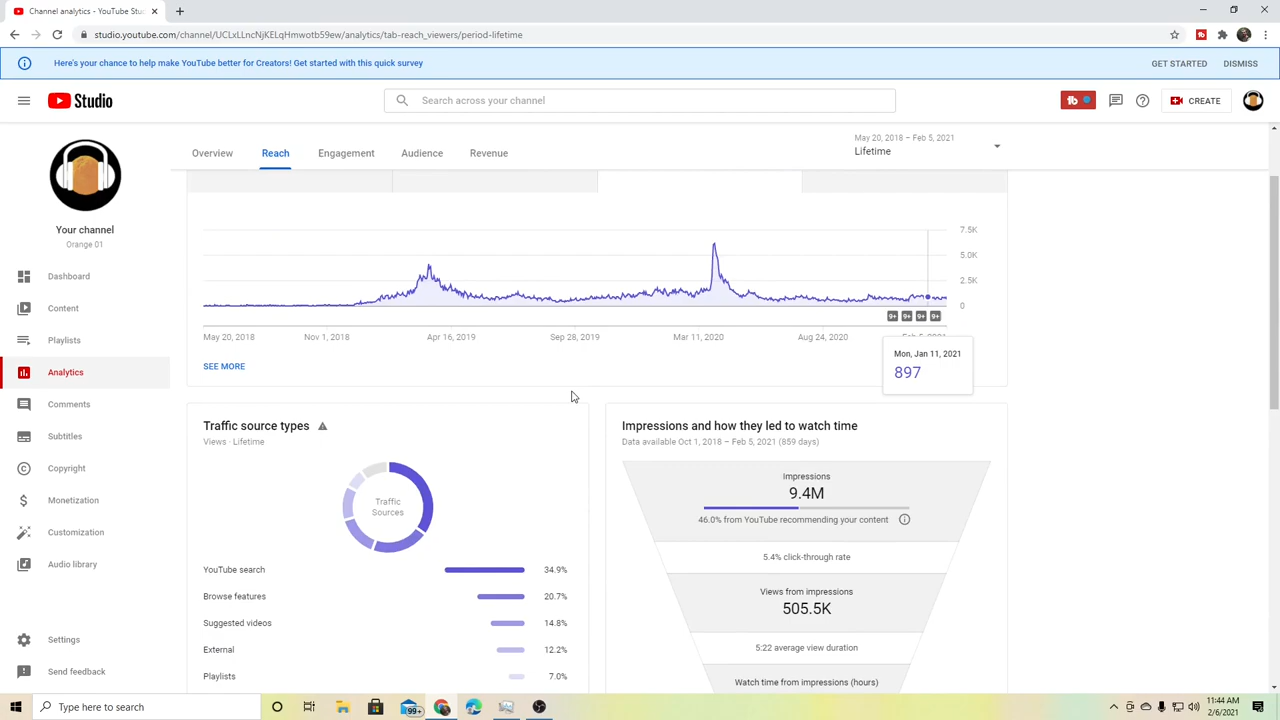 Channel analytics - YouTube Stu
studio.youtube.com/channel/UCLxLLncNjKELqHmwotb59ew/analytics/tab-reach_viewers/period-lifetime
Here's your chance to help make YouTube better for Creators! Get started with this quick survey
GET STARTED
DISMISS
Studio
Search across your channel
tb
CREATE
Your channel
Orange 01
Dashboard
Content
Playlists
Analytics
Comments
Subtitles
Copyright
Monetization
Customization
Audio library
Settings
Send feedback
Overview
Reach
Engagement
Audience
Revenue
May 20, 2018 – Feb 5, 2021
Lifetime
7.5K
5.0K
2.5K
0
9+ 9+ 9+ 9+
May 20, 2018
Nov 1, 2018
Apr 16, 2019
Sep 28, 2019
Mar 11, 2020
Aug 24, 2020
Feb 5, 2021
Mon, Jan 11, 2021
897
SEE MORE
Traffic source types
Views · Lifetime
Traffic
Sources
YouTube search 34.9%
Browse features 20.7%
Suggested videos 14.8%
External 12.2%
Playlists 7.0%
Impressions and how they led to watch time
Data available Oct 1, 2018 – Feb 5, 2021 (859 days)
Impressions
9.4M
46.0% from YouTube recommending your content
5.4% click-through rate
Views from impressions
505.5K
5:22 average view duration
Watch time from impressions (hours)
Type here to search
99+
11:44 AM
2/6/2021